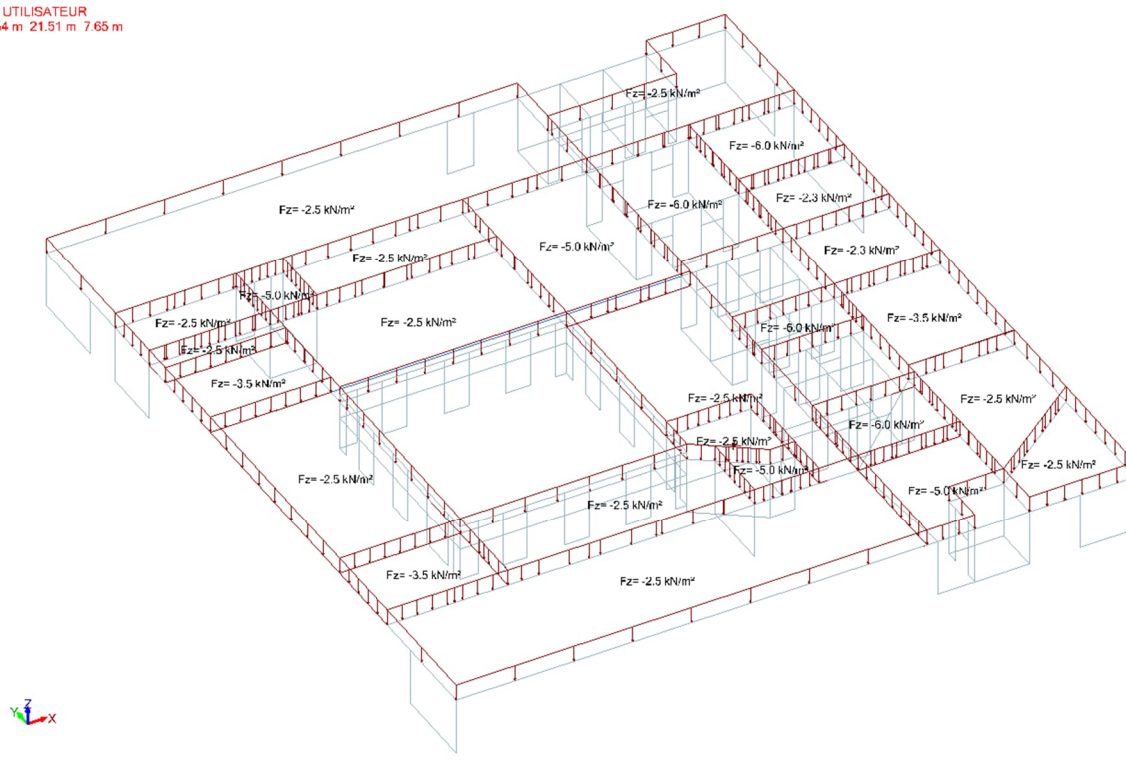 UTILISATEUR
4 m 21.51 m 7.65 m
Fz= -2.5 kN/m²
Fz= -6.0 kN/m²
Fz= -2.3 kN/m²
Fz= -6.0 kN/m²
Fz= -2.5 kN/m²
Fz= -5.0 kN/m²
Fz= -2.3 kN/m²
Fz= -2.5 kN/m²
Fz= -5.0 kN/m²
Fz= -3.5 kN/m²
Fz= -2.5 kN/m²
Fz= -2.5 kN/m²
Fz= -6.0 kN/m²
Fz= -2.5 kN/m²
Fz= -3.5 kN/m²
Fz= -2.5 kN/m²
Fz= -2.5 kN/m²
Fz= -6.0 kN/m²
Fz= -2.5 kN/m²
Fz= -2.5 kN/m²
Fz= -5.0 kN/m²
Fz= -2.5 kN/m²
Fz= -5.0 kN/m²
Fz= -2.5 kN/m²
Fz= -3.5 kN/m²
Fz= -2.5 kN/m²
Z
Y
X